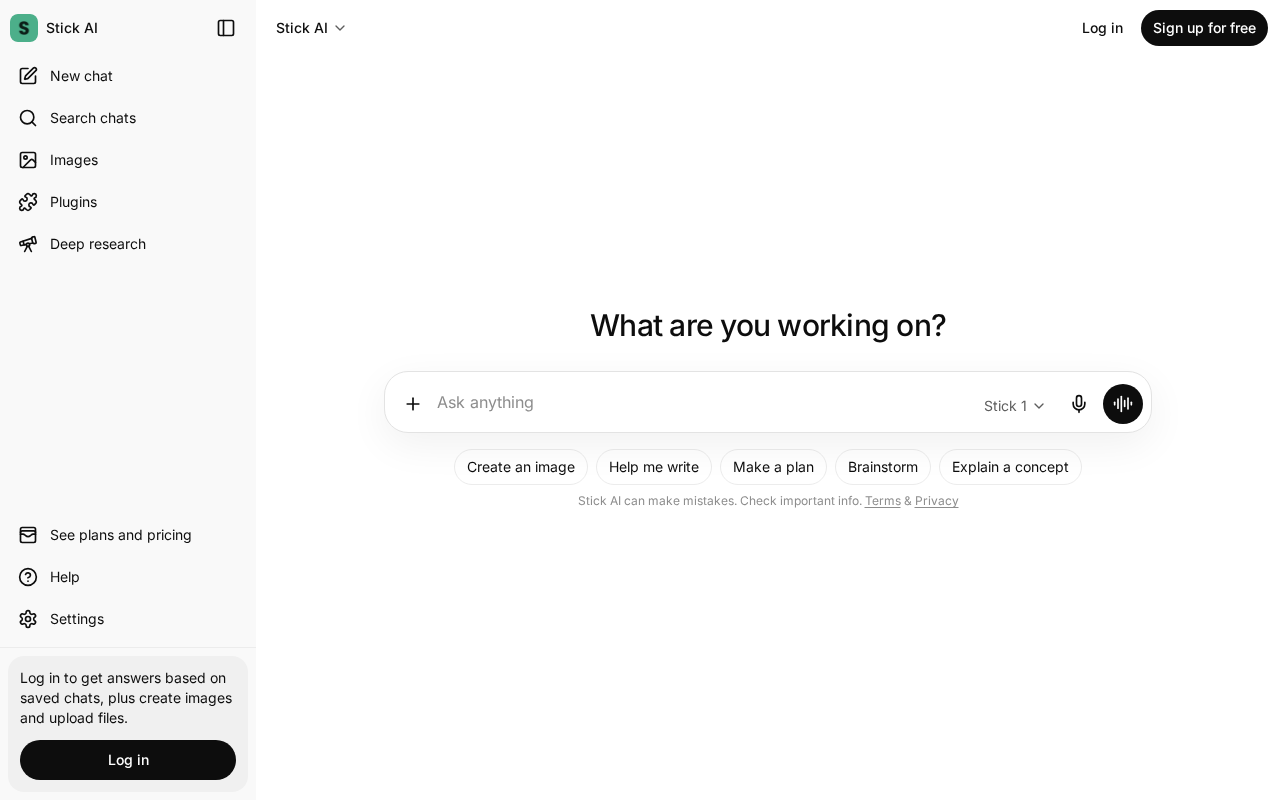 S Stick AI
New chat
Search chats
Images
Plugins
Deep research
See plans and pricing
Help
Settings
Log in to get answers based on
saved chats, plus create images
and upload files.
Log in
Stick AI
Log in
Sign up for free
What are you working on?
Ask anything
Stick 1
Create an image
Help me write
Make a plan
Brainstorm
Explain a concept
Stick AI can make mistakes. Check important info. Terms & Privacy